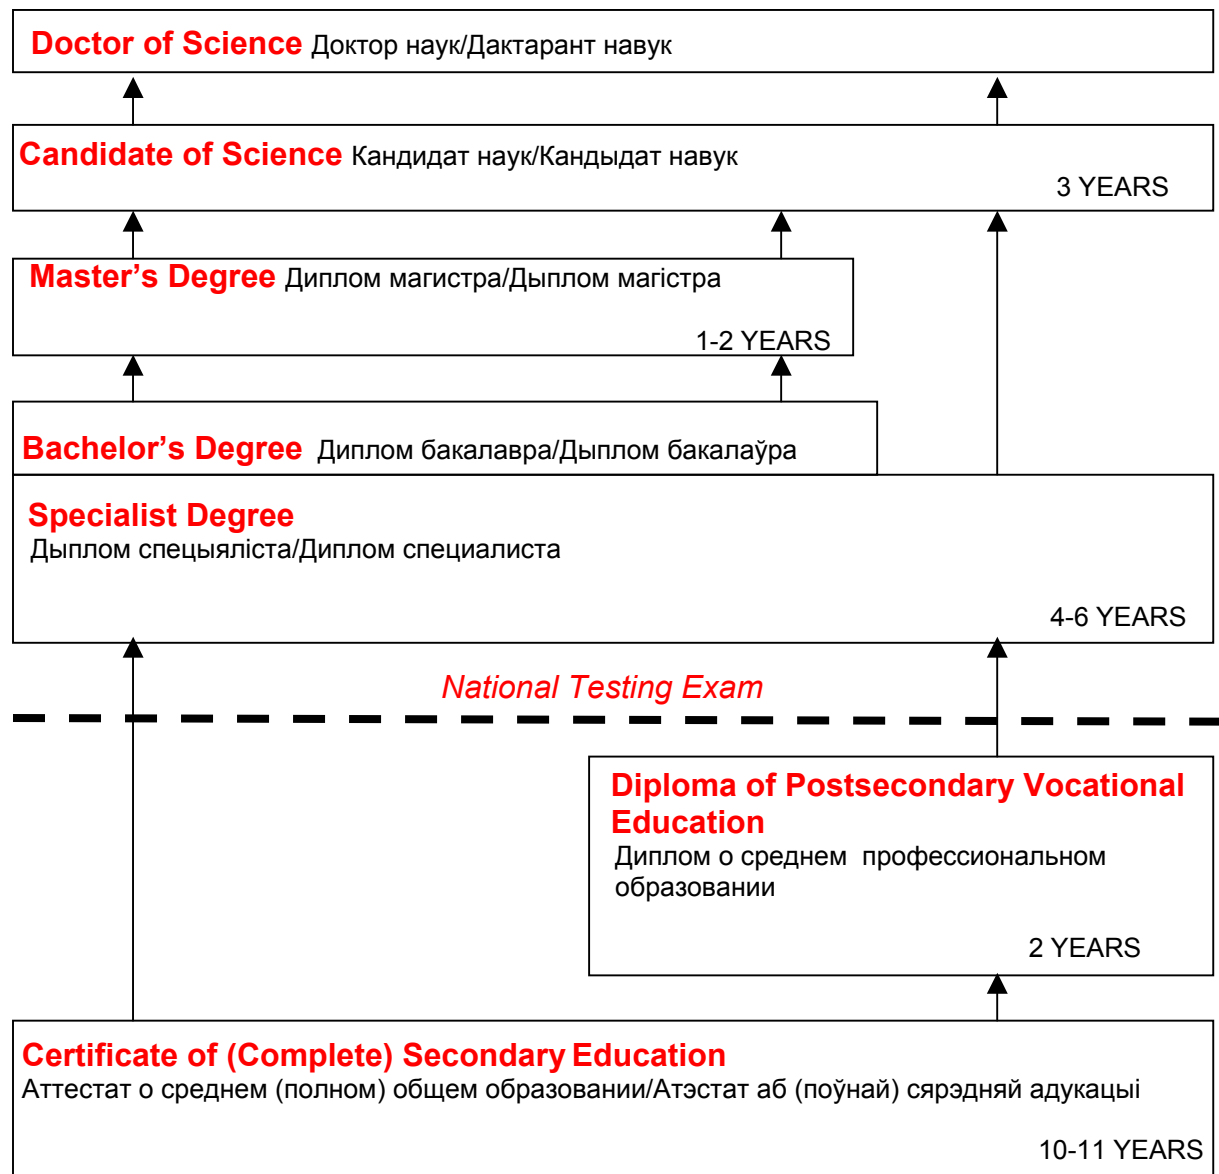 Doctor of Science Доктор наук/Дактарант навук
Candidate of Science Кандидат наук/Кандыдат навук
3 YEARS
Master's Degree Диплом магистра/Дыплом магістра
1-2 YEARS
Bachelor's Degree Диплом бакалавра/Дыплом бакалаўра
Specialist Degree
Дыплом спецыяліста/Диплом специалиста
4-6 YEARS
National Testing Exam
Diploma of Postsecondary Vocational
Education
Диплом о среднем профессиональном
образовании
2 YEARS
Certificate of (Complete) Secondary Education
Аттестат о среднем (полном) общем образовании/Атэстат аб (поўнай) сярэдняй адукацыі
10-11 YEARS